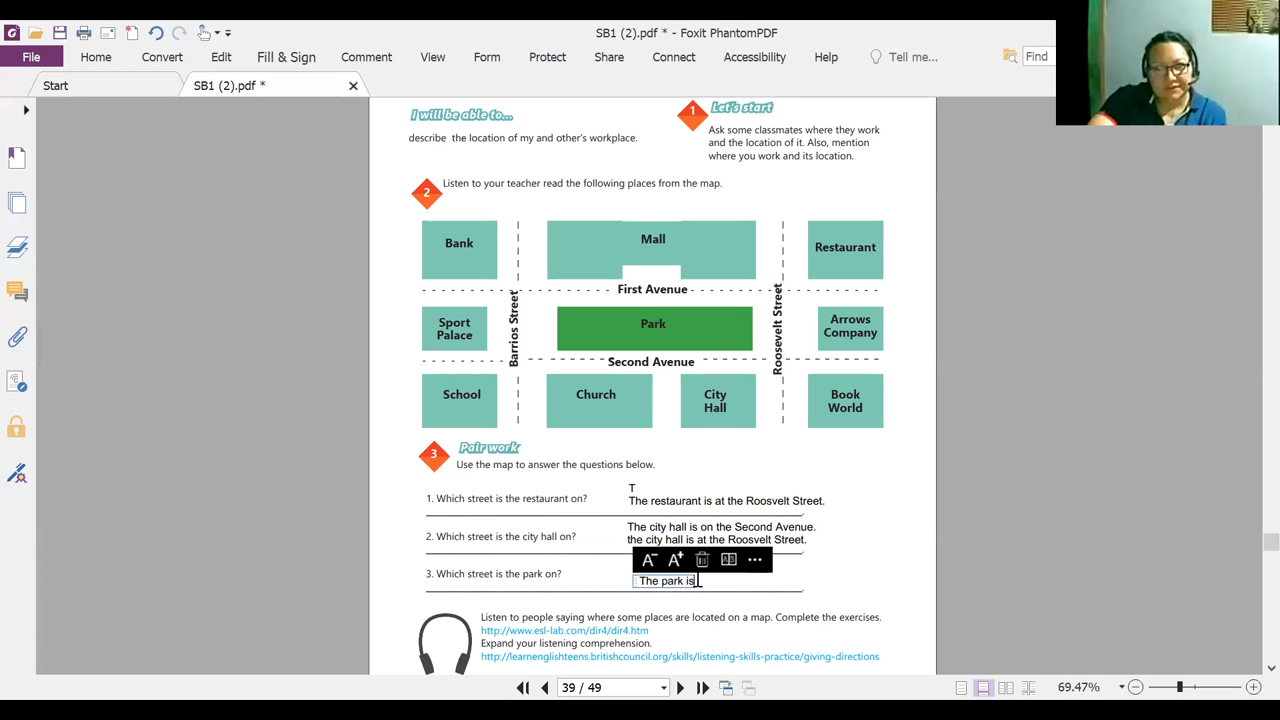 SB1 (2).pdf * - Foxit PhantomPDF
File Home Convert Edit Fill & Sign Comment View Form Protect Share Connect Accessibility Help Tell me... Find
Start SB1 (2).pdf *
I will be able to...
describe the location of my and other's workplace.
1 Let's start
Ask some classmates where they work
and the location of it. Also, mention
where you work and its location.
2 Listen to your teacher read the following places from the map.
Bank Mall Restaurant
First Avenue
Barrios Street
Roosevelt Street
Sport
Palace
Park
Arrows
Company
Second Avenue
School Church City
Hall
Book
World
3 Pair work
Use the map to answer the questions below.
T
1. Which street is the restaurant on? The restaurant is at the Roosvelt Street.
The city hall is on the Second Avenue.
2. Which street is the city hall on? the city hall is at the Roosvelt Street.
3. Which street is the park on? The park is
Listen to people saying where some places are located on a map. Complete the exercises.
http://www.esl-lab.com/dir4/dir4.htm
Expand your listening comprehension.
http://learnenglishteens.britishcouncil.org/skills/listening-skills-practice/giving-directions
39 / 49 69.47%